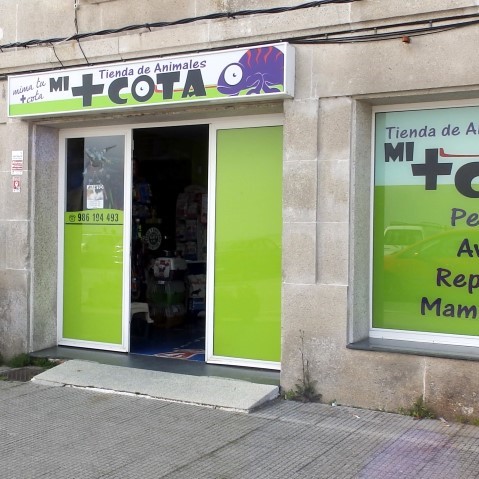 mima tu
+cota
Tienda de Animales
MI +COTA
986 194 493
Tienda de A
MI +C
Pe
Av
Rep
Mam